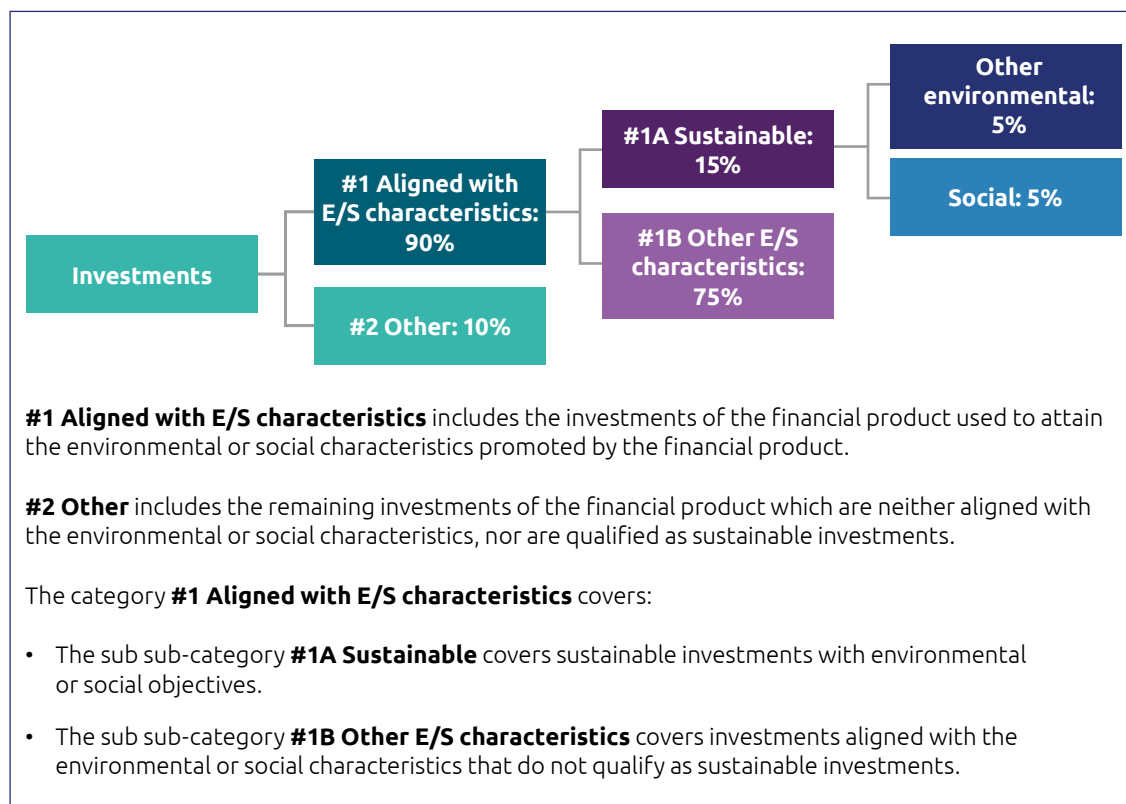 Investments
#1 Aligned with
E/S characteristics:
90%
#2 Other: 10%
#1A Sustainable:
15%
#1B Other E/S
characteristics:
75%
Other
environmental:
5%
Social: 5%
#1 Aligned with E/S characteristics includes the investments of the financial product used to attain
the environmental or social characteristics promoted by the financial product.
#2 Other includes the remaining investments of the financial product which are neither aligned with
the environmental or social characteristics, nor are qualified as sustainable investments.
The category #1 Aligned with E/S characteristics covers:
• The sub sub-category #1A Sustainable covers sustainable investments with environmental
or social objectives.
• The sub sub-category #1B Other E/S characteristics covers investments aligned with the
environmental or social characteristics that do not qualify as sustainable investments.